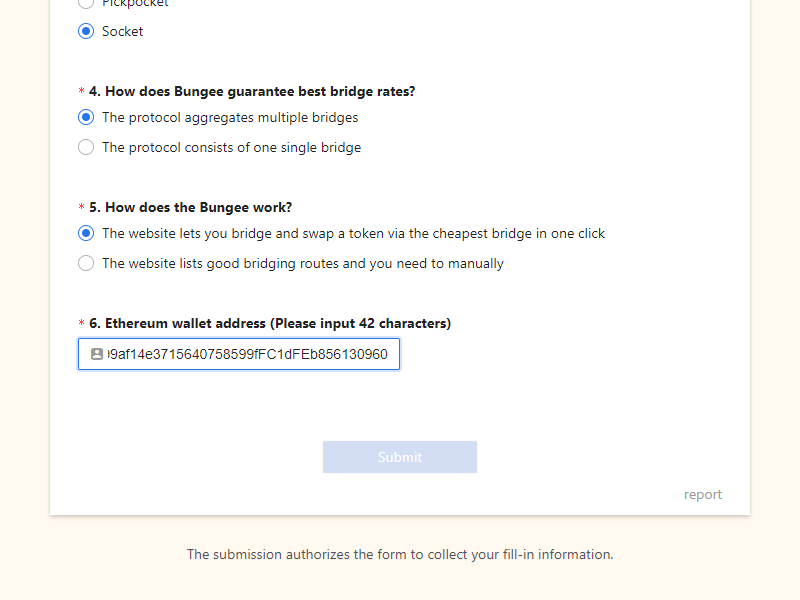 Pickpocket
Socket
* 4. How does Bungee guarantee best bridge rates?
The protocol aggregates multiple bridges
The protocol consists of one single bridge
* 5. How does the Bungee work?
The website lets you bridge and swap a token via the cheapest bridge in one click
The website lists good bridging routes and you need to manually
* 6. Ethereum wallet address (Please input 42 characters)
9af14e3715640758599fFC1dFEb856130960
Submit
report
The submission authorizes the form to collect your fill-in information.